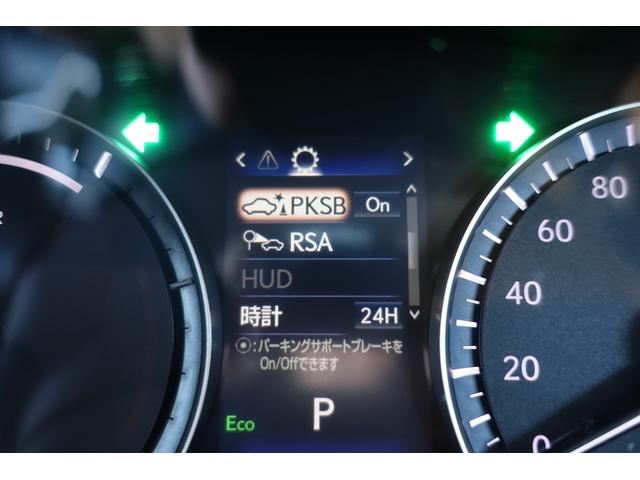 PKSB On
RSA
HUD
時計 24H
⦿:パーキングサポートブレーキを
On/Offできます
Eco P
80
60
40
20
0